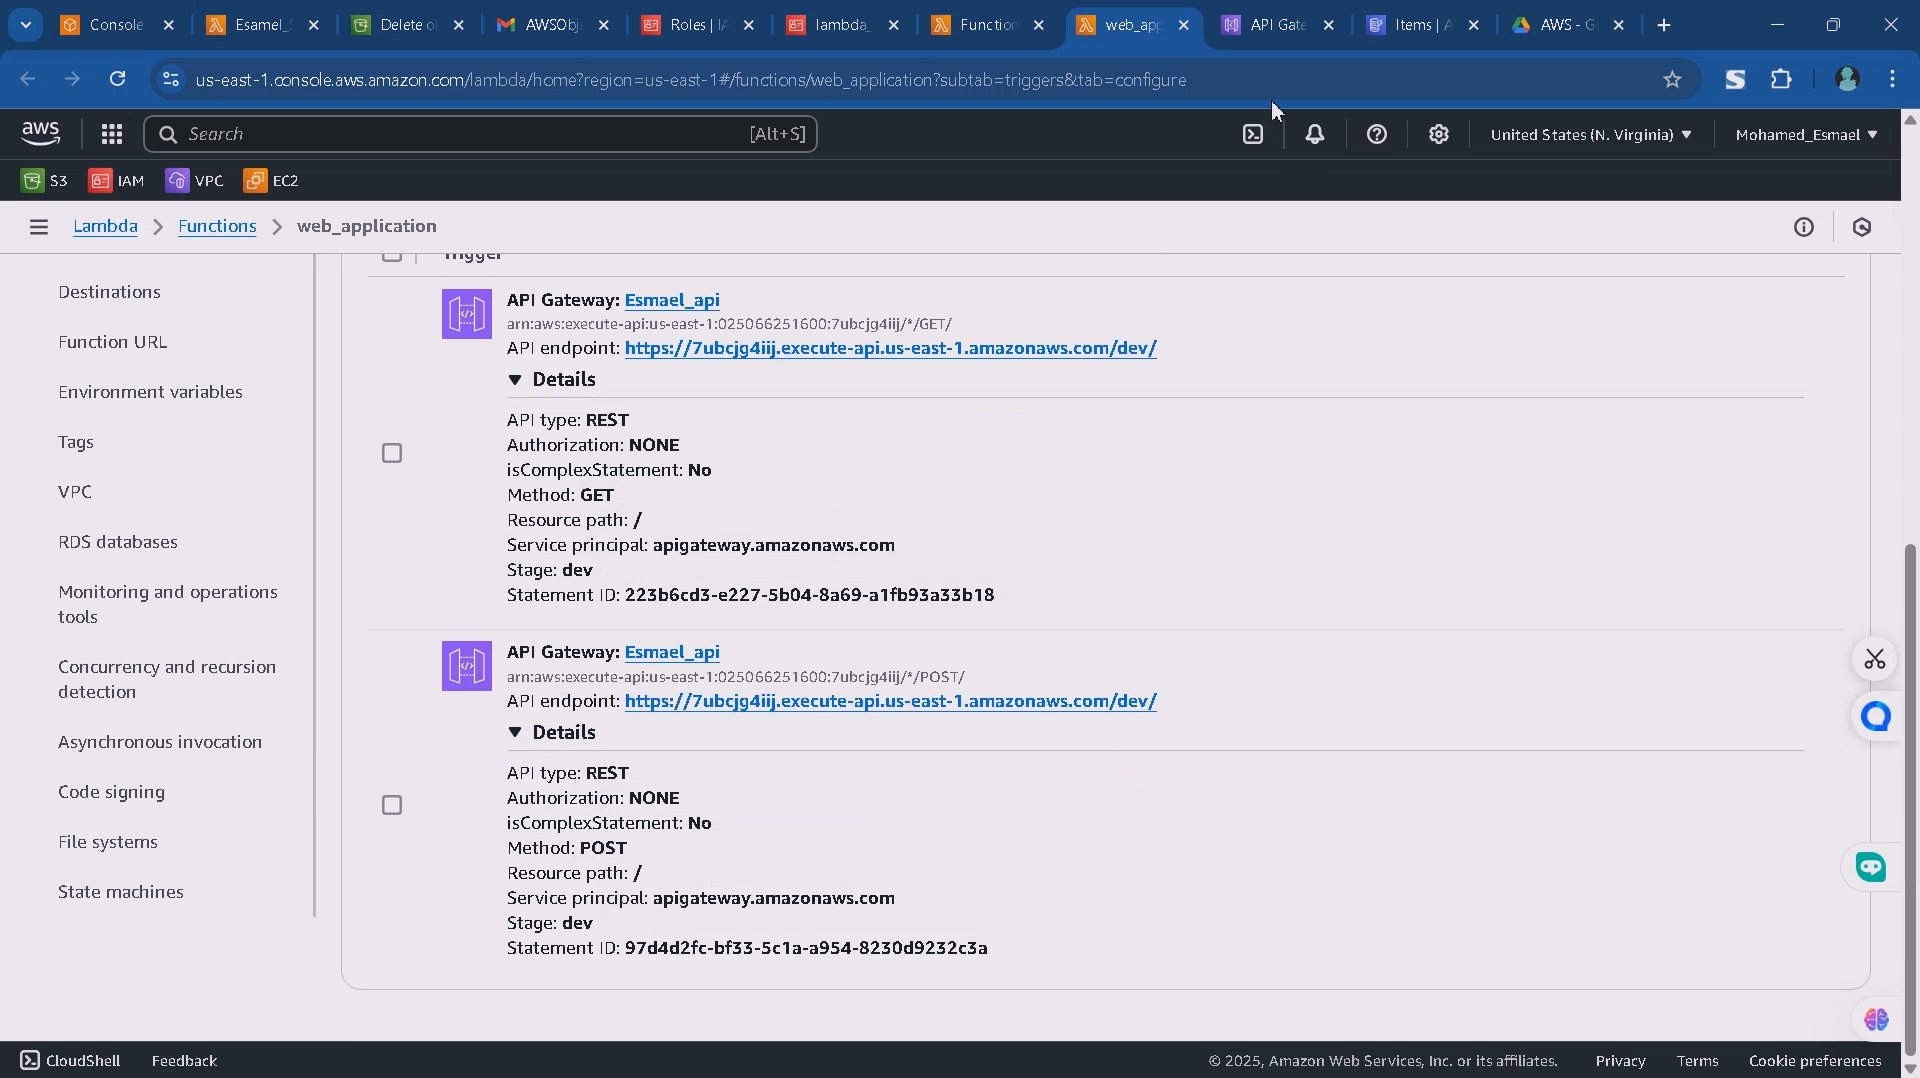 Console
Esamel_
Delete o
AWSObj
Roles | IA
lambda_
Function
web_app
API Gate
Items | A
AWS - G
us-east-1.console.aws.amazon.com/lambda/home?region=us-east-1#/functions/web_application?subtab=triggers&tab=configure
aws
Search
[Alt+S]
United States (N. Virginia)
Mohamed_Esmael
S3
IAM
VPC
EC2
Lambda
Functions
web_application
Trigger
Destinations
Function URL
Environment variables
Tags
VPC
RDS databases
Monitoring and operations
tools
Concurrency and recursion
detection
Asynchronous invocation
Code signing
File systems
State machines
API Gateway: Esmael_api
arn:aws:execute-api:us-east-1:025066251600:7ubcjg4iij/*/GET/
API endpoint: https://7ubcjg4iij.execute-api.us-east-1.amazonaws.com/dev/
Details
API type: REST
Authorization: NONE
isComplexStatement: No
Method: GET
Resource path: /
Service principal: apigateway.amazonaws.com
Stage: dev
Statement ID: 223b6cd3-e227-5b04-8a69-a1fb93a33b18
API Gateway: Esmael_api
arn:aws:execute-api:us-east-1:025066251600:7ubcjg4iij/*/POST/
API endpoint: https://7ubcjg4iij.execute-api.us-east-1.amazonaws.com/dev/
Details
API type: REST
Authorization: NONE
isComplexStatement: No
Method: POST
Resource path: /
Service principal: apigateway.amazonaws.com
Stage: dev
Statement ID: 97d4d2fc-bf33-5c1a-a954-8230d9232c3a
CloudShell
Feedback
© 2025, Amazon Web Services, Inc. or its affiliates.
Privacy
Terms
Cookie preferences